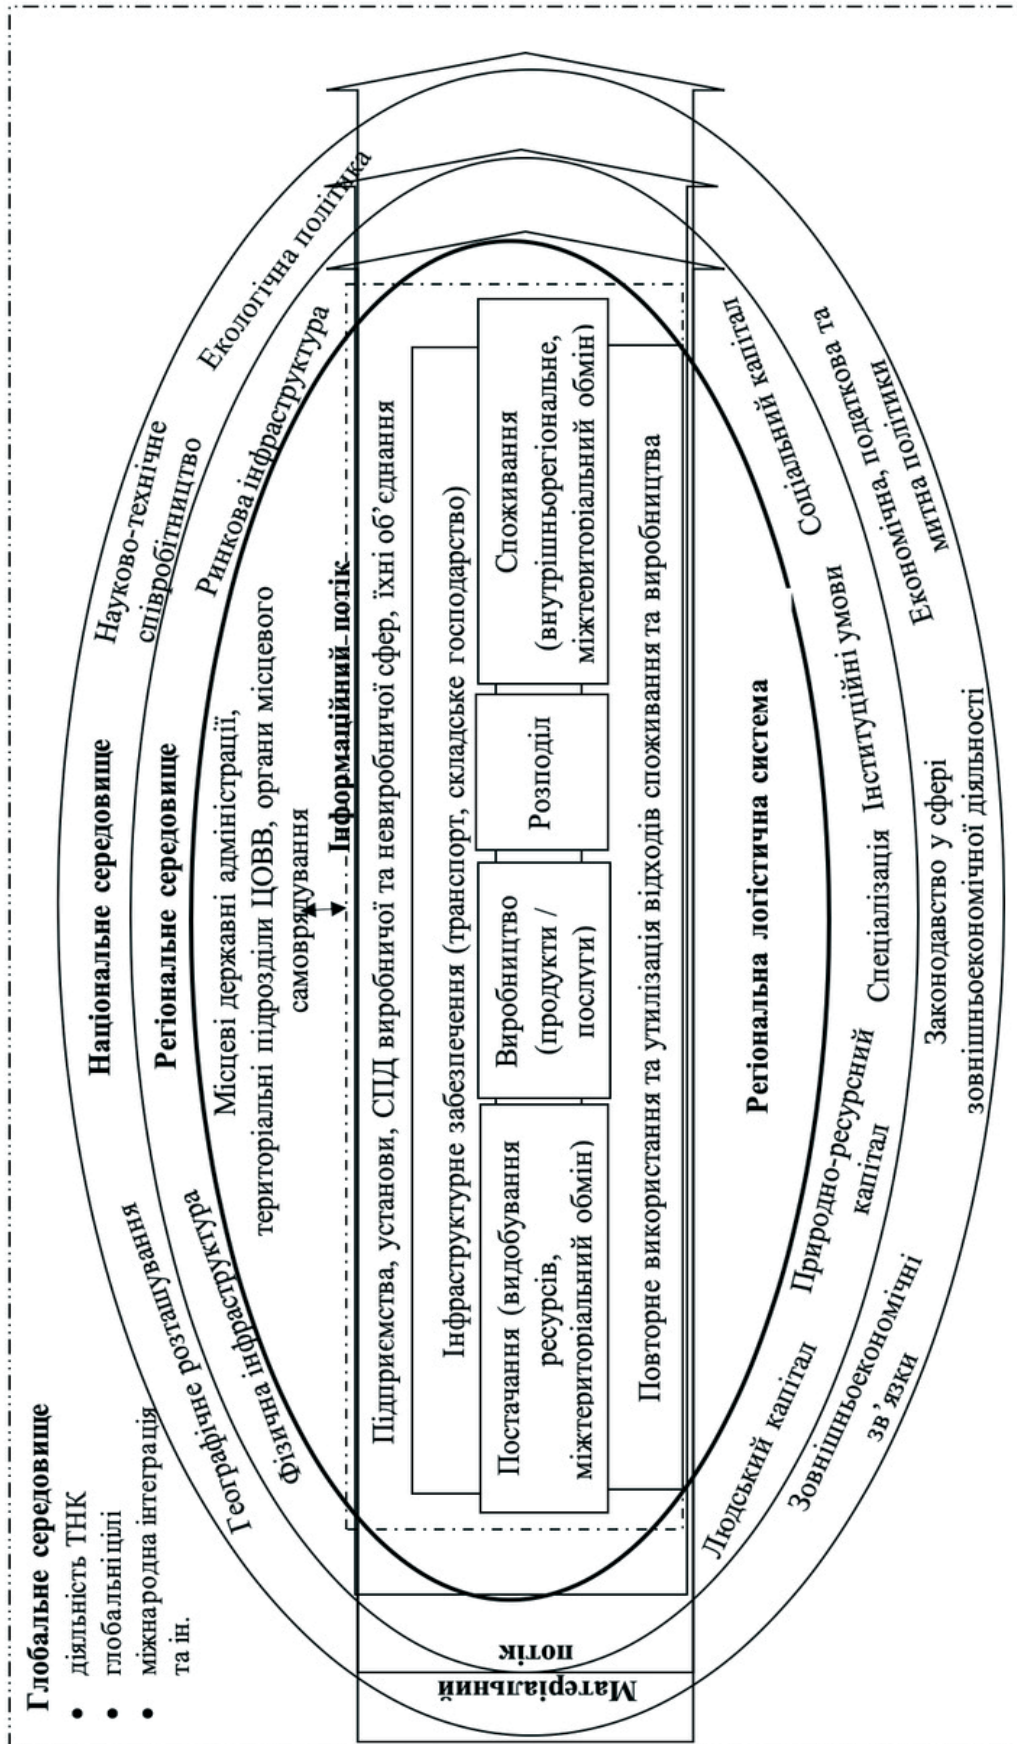 Глобальне середовище
• діяльність ТНК
• глобальні цілі
• міжнародна інтеграція
та ін.
Національне середовище
Географічне розташування
Науково-технічне
співробітництво
Екологічна політика
Регіональне середовище
Фізична інфраструктура
Ринкова інфраструктура
Місцеві державні адміністрації,
територіальні підрозділи ЦОВВ, органи місцевого
самоврядування
Інформаційний потік
Матеріальний
потік
Підприємства, установи, СПД виробничої та невиробничої сфер, їхні об’єднання
Інфраструктурне забезпечення (транспорт, складське господарство)
Постачання (видобування
ресурсів,
міжтериторіальний обмін)
Виробництво
(продукти /
послуги)
Розподіл
Споживання
(внутрішньорегіональне,
міжтериторіальний обмін)
Повторне використання та утилізація відходів споживання та виробництва
Регіональна логістична система
Людський капітал
Природно-ресурсний
капітал
Спеціалізація
Інституційні умови
Соціальний капітал
Зовнішньоекономічні
зв’язки
Законодавство у сфері
зовнішньоекономічної діяльності
Економічна, податкова та
митна політики